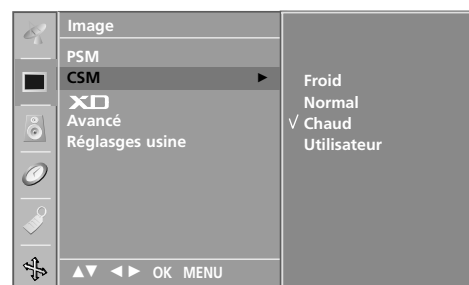 Image
PSM
CSM ►
XD
Avancé
Réglasges usine
Froid
Normal
√ Chaud
Utilisateur
▲▼ ◄► OK MENU